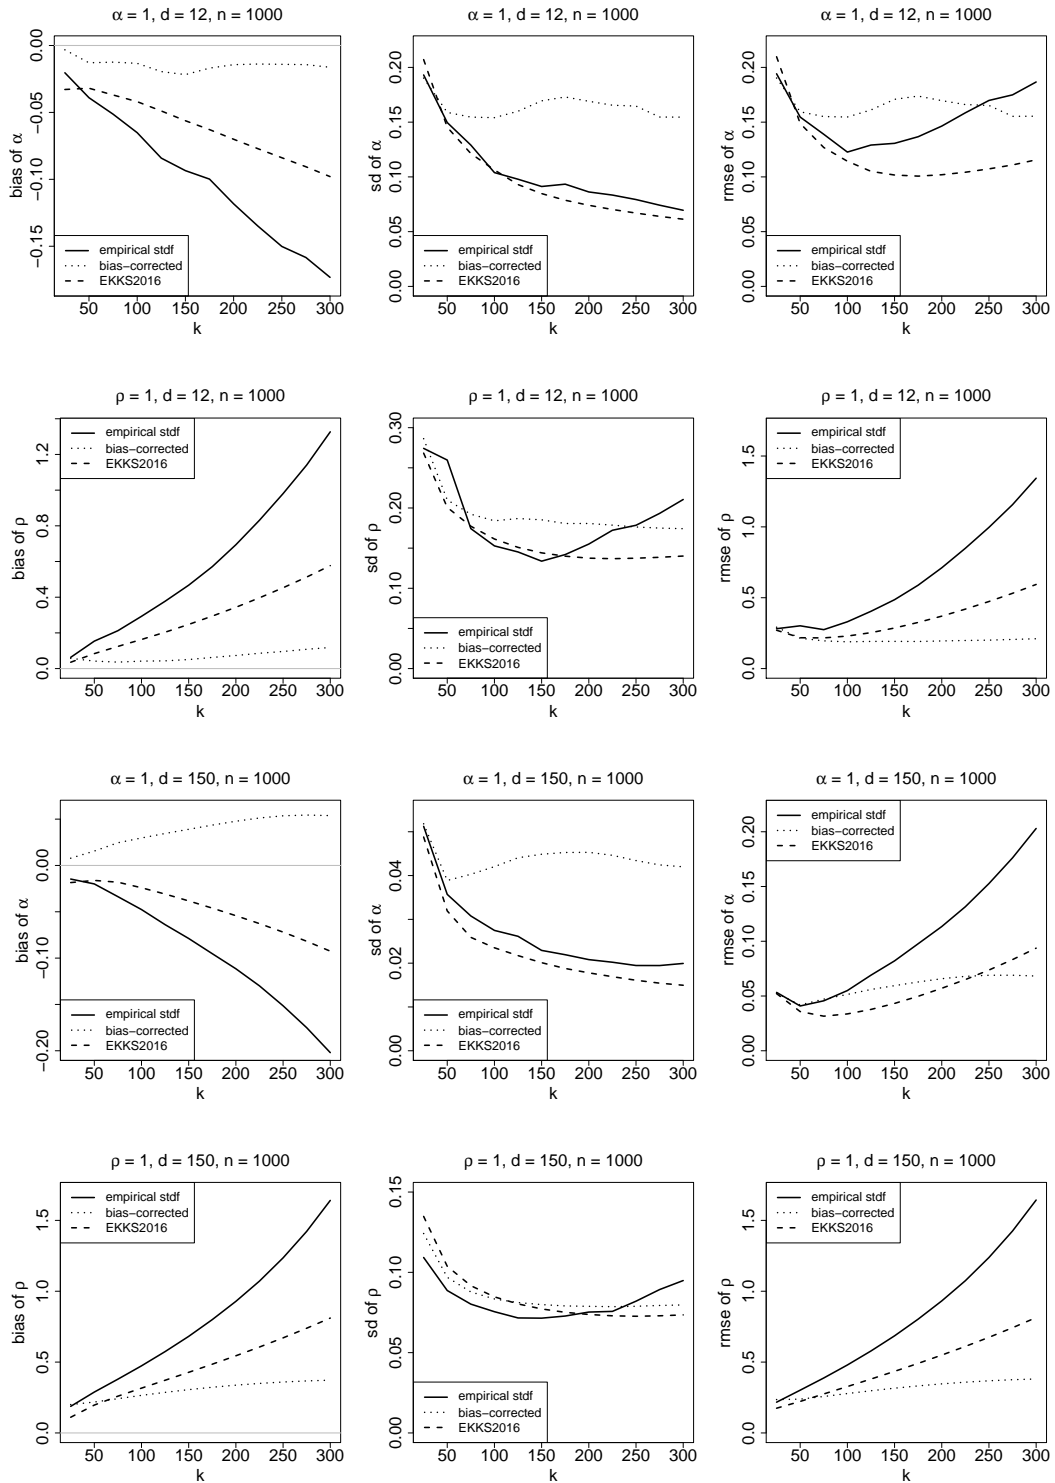 α = 1, d = 12, n = 1000
bias of α
0.00
−0.05
−0.10
−0.15
empirical stdf
bias−corrected
EKKS2016
50 100 150 200 250 300
k
α = 1, d = 12, n = 1000
sd of α
0.20
0.15
0.10
0.05
0.00
empirical stdf
bias−corrected
EKKS2016
50 100 150 200 250 300
k
α = 1, d = 12, n = 1000
rmse of α
0.20
0.15
0.10
0.05
0.00
empirical stdf
bias−corrected
EKKS2016
50 100 150 200 250 300
k
ρ = 1, d = 12, n = 1000
bias of ρ
1.2
0.8
0.4
0.0
empirical stdf
bias−corrected
EKKS2016
50 100 150 200 250 300
k
ρ = 1, d = 12, n = 1000
sd of ρ
0.30
0.20
0.10
0.00
empirical stdf
bias−corrected
EKKS2016
50 100 150 200 250 300
k
ρ = 1, d = 12, n = 1000
rmse of ρ
1.5
1.0
0.5
0.0
empirical stdf
bias−corrected
EKKS2016
50 100 150 200 250 300
k
α = 1, d = 150, n = 1000
bias of α
0.00
−0.10
−0.20
empirical stdf
bias−corrected
EKKS2016
50 100 150 200 250 300
k
α = 1, d = 150, n = 1000
sd of α
0.04
0.02
0.00
empirical stdf
bias−corrected
EKKS2016
50 100 150 200 250 300
k
α = 1, d = 150, n = 1000
rmse of α
0.20
0.15
0.10
0.05
0.00
empirical stdf
bias−corrected
EKKS2016
50 100 150 200 250 300
k
ρ = 1, d = 150, n = 1000
bias of ρ
1.5
1.0
0.5
0.0
empirical stdf
bias−corrected
EKKS2016
50 100 150 200 250 300
k
ρ = 1, d = 150, n = 1000
sd of ρ
0.15
0.10
0.05
0.00
empirical stdf
bias−corrected
EKKS2016
50 100 150 200 250 300
k
ρ = 1, d = 150, n = 1000
rmse of ρ
1.5
1.0
0.5
0.0
empirical stdf
bias−corrected
EKKS2016
50 100 150 200 250 300
k